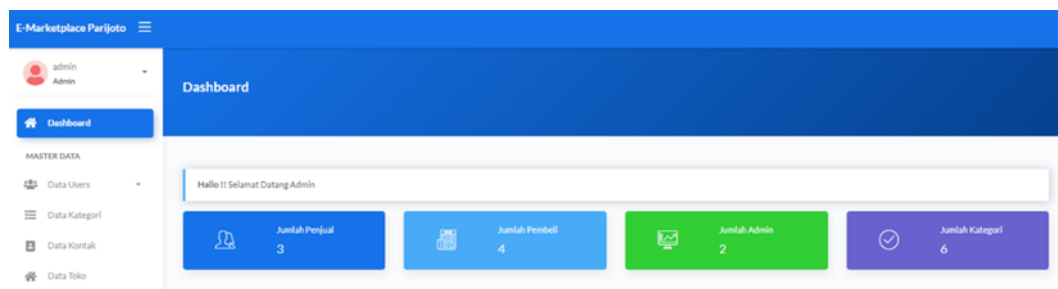 E-Marketplace Parijoto
admin
Admin
Dashboard
Dashboard
MASTER DATA
Data Users
Data Kategori
Data Kontak
Data Toko
Hallo !! Selamat Datang Admin
Jumlah Penjual
3
Jumlah Pembeli
4
Jumlah Admin
2
Jumlah Kategori
6